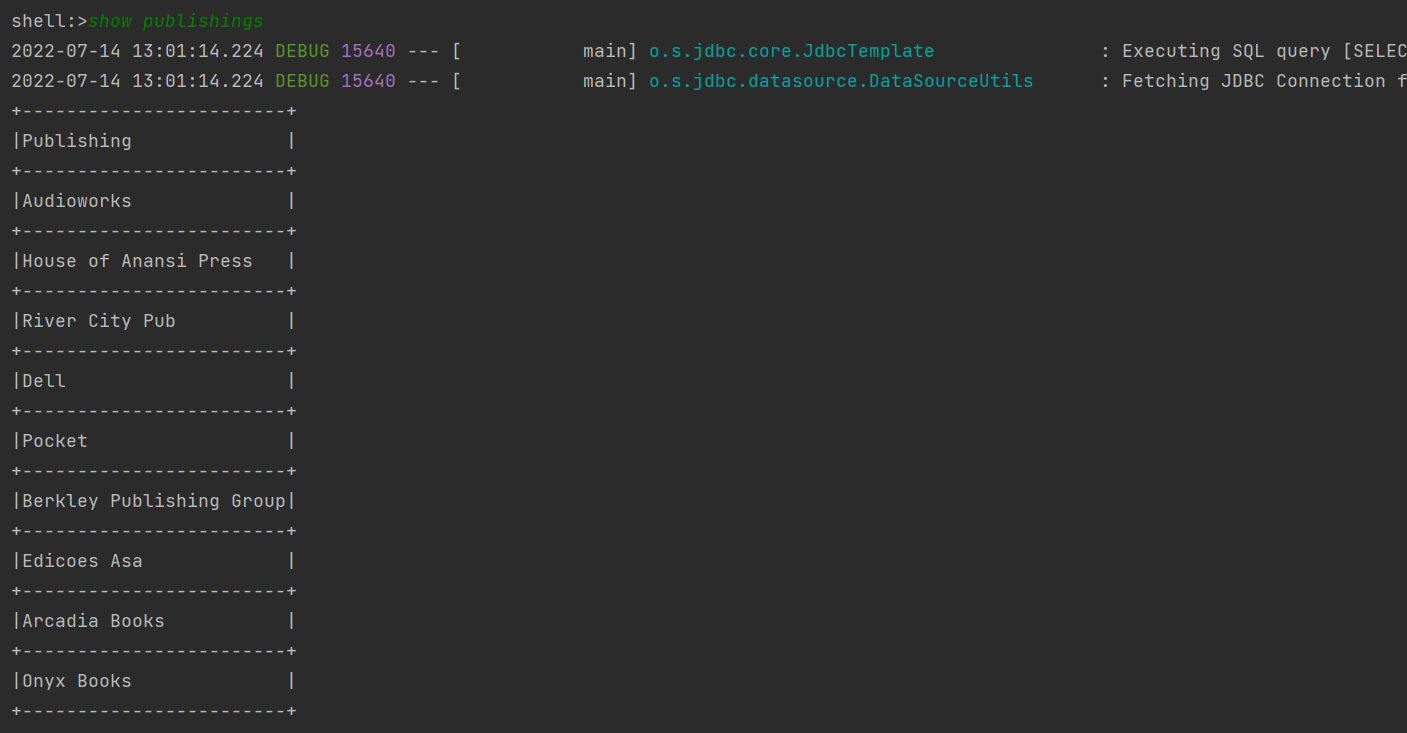 shell:>show publishings
2022-07-14 13:01:14.224 DEBUG 15640 --- [           main] o.s.jdbc.core.JdbcTemplate               : Executing SQL query [SELEC
2022-07-14 13:01:14.224 DEBUG 15640 --- [           main] o.s.jdbc.datasource.DataSourceUtils      : Fetching JDBC Connection f
+------------------------+
|Publishing              |
+------------------------+
|Audioworks              |
+------------------------+
|House of Anansi Press   |
+------------------------+
|River City Pub          |
+------------------------+
|Dell                    |
+------------------------+
|Pocket                  |
+------------------------+
|Berkley Publishing Group|
+------------------------+
|Edicoes Asa             |
+------------------------+
|Arcadia Books           |
+------------------------+
|Onyx Books              |
+------------------------+